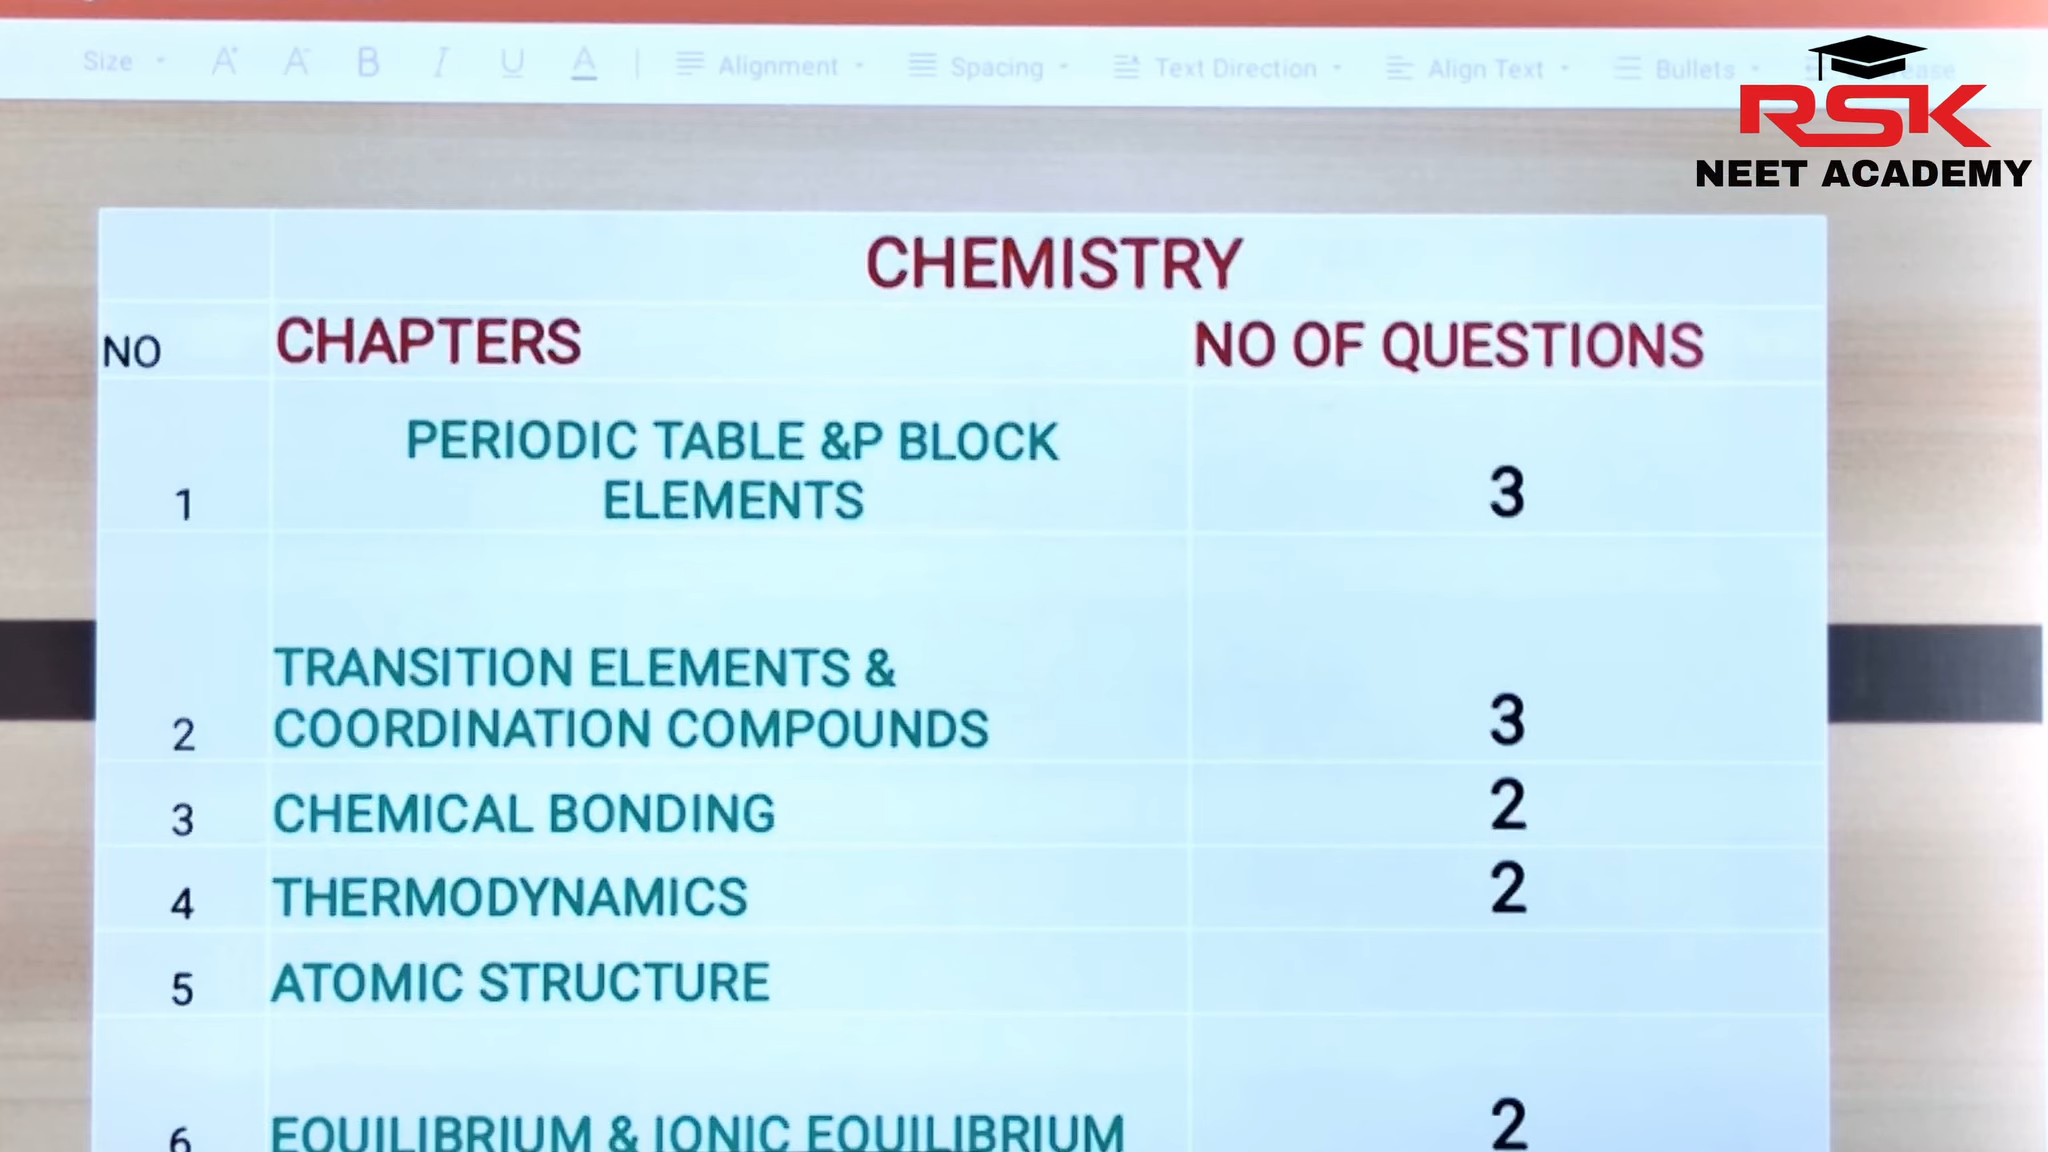 Size A+ A- B I U A Alignment Spacing Text Direction Align Text Bullets
RSK
NEET ACADEMY
CHEMISTRY
NO CHAPTERS NO OF QUESTIONS
PERIODIC TABLE &P BLOCK
1 ELEMENTS 3
TRANSITION ELEMENTS &
2 COORDINATION COMPOUNDS 3
3 CHEMICAL BONDING 2
4 THERMODYNAMICS 2
5 ATOMIC STRUCTURE
6 EQUILIBRIUM & IONIC EQUILIBRIUM 2